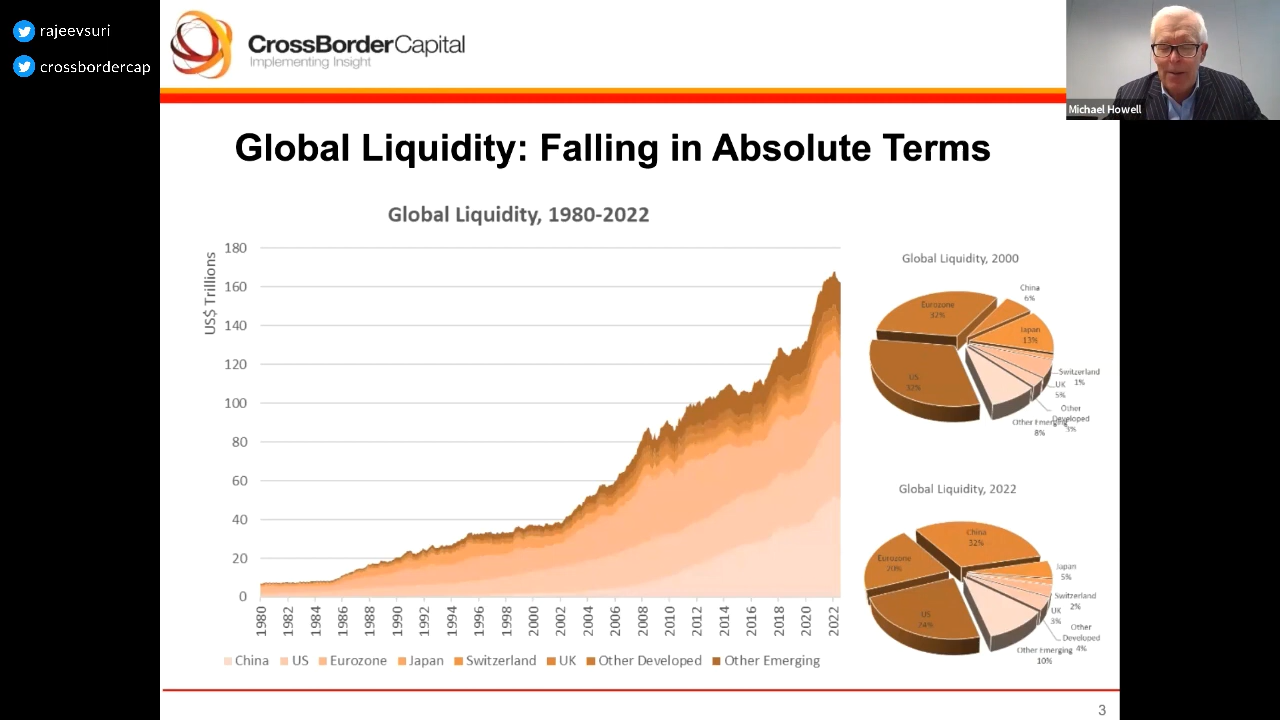 rajeevsuri
crossbordercap
CrossBorderCapital
Implementing Insight
Michael Howell
Global Liquidity: Falling in Absolute Terms
Global Liquidity, 1980-2022
US$ Trillions
180
160
140
120
100
80
60
40
20
0
1980 1982 1984 1986 1988 1990 1992 1994 1996 1998 2000 2002 2004 2006 2008 2010 2012 2014 2016 2018 2020 2022
China US Eurozone Japan Switzerland UK Other Developed Other Emerging
Global Liquidity, 2000
China
6%
Eurozone
32%
Japan
13%
Switzerland
1%
UK
5%
Other
Developed
3%
Other Emerging
8%
US
32%
Global Liquidity, 2022
China
32%
Eurozone
20%
Japan
5%
Switzerland
2%
UK
3%
Other
Developed
4%
Other Emerging
10%
US
24%
3